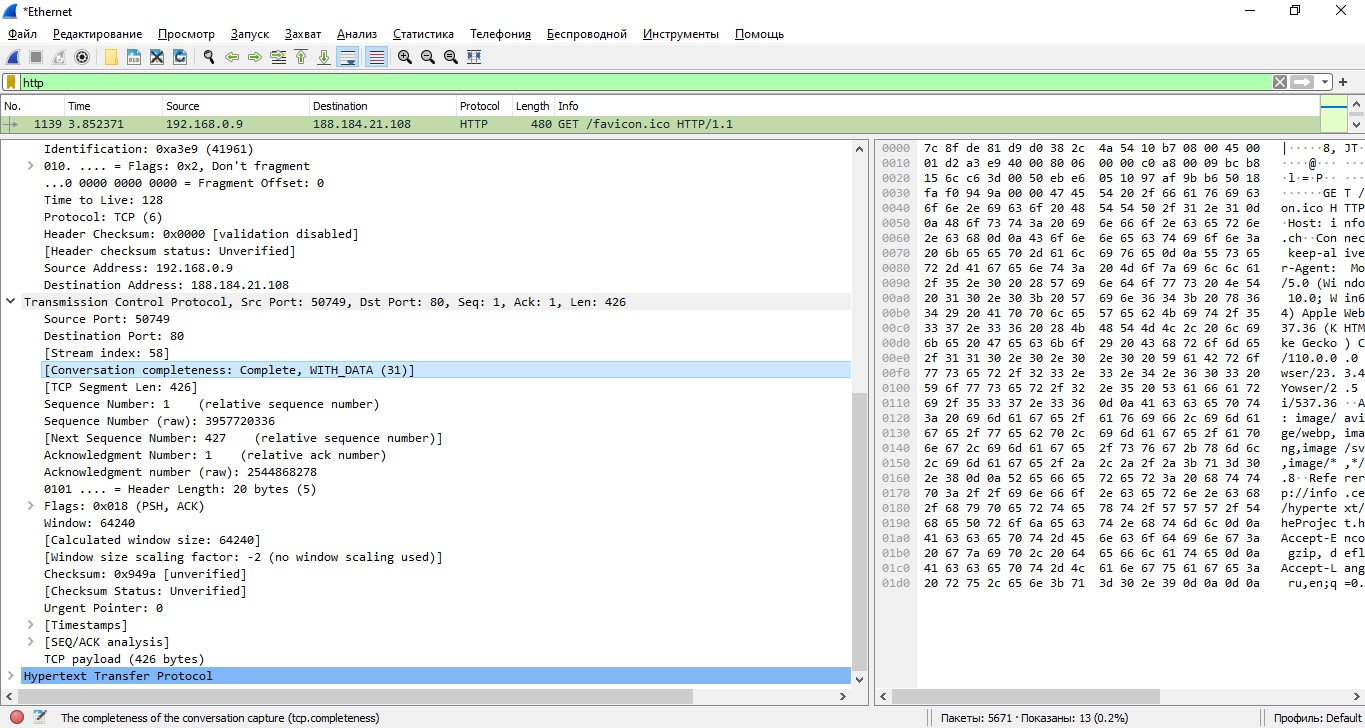 *Ethernet
Файл Редактирование Просмотр Запуск Захват Анализ Статистика Телефония Беспроводной Инструменты Помощь
http
No. Time Source Destination Protocol Length Info
1139 3.852371 192.168.0.9 188.184.21.108 HTTP 480 GET /favicon.ico HTTP/1.1
Identification: 0xa3e9 (41961)
010. .... = Flags: 0x2, Don't fragment
...0 0000 0000 0000 = Fragment Offset: 0
Time to Live: 128
Protocol: TCP (6)
Header Checksum: 0x0000 [validation disabled]
[Header checksum status: Unverified]
Source Address: 192.168.0.9
Destination Address: 188.184.21.108
Transmission Control Protocol, Src Port: 50749, Dst Port: 80, Seq: 1, Ack: 1, Len: 426
Source Port: 50749
Destination Port: 80
[Stream index: 58]
[Conversation completeness: Complete, WITH_DATA (31)]
[TCP Segment Len: 426]
Sequence Number: 1 (relative sequence number)
Sequence Number (raw): 3957720336
[Next Sequence Number: 427 (relative sequence number)]
Acknowledgment Number: 1 (relative ack number)
Acknowledgment number (raw): 2544868278
0101 .... = Header Length: 20 bytes (5)
Flags: 0x018 (PSH, ACK)
Window: 64240
[Calculated window size: 64240]
[Window size scaling factor: -2 (no window scaling used)]
Checksum: 0x949a [unverified]
[Checksum Status: Unverified]
Urgent Pointer: 0
[Timestamps]
[SEQ/ACK analysis]
TCP payload (426 bytes)
Hypertext Transfer Protocol
0000 7c 8f de 81 d9 d0 38 2c 4a 54 10 b7 08 00 45 00 |·····8, JT·
0010 01 d2 a3 e9 40 00 80 06 00 00 c0 a8 00 09 bc b8 ····@···
0020 15 6c c6 3d 00 50 eb e6 05 10 97 af 9b b6 50 18 ·l·=·P··
0030 fa f0 94 9a 00 00 47 45 54 20 2f 66 61 76 69 63 ······GE T /
0040 6f 6e 2e 69 63 6f 20 48 54 54 50 2f 31 2e 31 0d on.ico H TTP
0050 0a 48 6f 73 74 3a 20 69 6e 66 6f 2e 63 65 72 6e ·Host: i nfo
0060 2e 63 68 0d 0a 43 6f 6e 6e 65 63 74 69 6f 6e 3a .ch··Con nec
0070 20 6b 65 65 70 2d 61 6c 69 76 65 0d 0a 55 73 65 keep-al ive
0080 72 2d 41 67 65 6e 74 3a 20 4d 6f 7a 69 6c 6c 61 r-Agent: Mo
0090 2f 35 2e 30 20 28 57 69 6e 64 6f 77 73 20 4e 54 /5.0 (Wi ndo
00a0 20 31 30 2e 30 3b 20 57 69 6e 36 34 3b 20 78 36 10.0; W in6
00b0 34 29 20 41 70 70 6c 65 57 65 62 4b 69 74 2f 35 4) Apple Web
00c0 33 37 2e 33 36 20 28 4b 48 54 4d 4c 2c 20 6c 69 37.36 (K HTM
00d0 6b 65 20 47 65 63 6b 6f 29 20 43 68 72 6f 6d 65 ke Gecko ) C
00e0 2f 31 31 30 2e 30 2e 30 2e 30 20 59 61 42 72 6f /110.0.0 .0
00f0 77 73 65 72 2f 32 33 2e 33 2e 34 2e 36 30 33 20 wser/23. 3.4
0100 59 6f 77 73 65 72 2f 32 2e 35 20 53 61 66 61 72 Yowser/2 .5
0110 69 2f 35 33 37 2e 33 36 0d 0a 41 63 63 65 70 74 i/537.36 ··A
0120 3a 20 69 6d 61 67 65 2f 61 76 69 66 2c 69 6d 61 : image/ avi
0130 67 65 2f 77 65 62 70 2c 69 6d 61 67 65 2f 61 70 ge/webp, ima
0140 6e 67 2c 69 6d 61 67 65 2f 73 76 67 2b 78 6d 6c ng,image /sv
0150 2c 69 6d 61 67 65 2f 2a 2c 2a 2f 2a 3b 71 3d 30 ,image/* ,*/
0160 2e 38 0d 0a 52 65 66 65 72 65 72 3a 20 68 74 74 .8··Refe rer
0170 70 3a 2f 2f 69 6e 66 6f 2e 63 65 72 6e 2e 63 68 p://info .ce
0180 2f 68 79 70 65 72 74 65 78 74 2f 57 57 57 2f 54 /hyperte xt/
0190 68 65 50 72 6f 6a 65 63 74 2e 68 74 6d 6c 0d 0a heProjec t.h
01a0 41 63 63 65 70 74 2d 45 6e 63 6f 64 69 6e 67 3a Accept-E nco
01b0 20 67 7a 69 70 2c 20 64 65 66 6c 61 74 65 0d 0a gzip, d efl
01c0 41 63 63 65 70 74 2d 4c 61 6e 67 75 61 67 65 3a Accept-L ang
01d0 20 72 75 2c 65 6e 3b 71 3d 30 2e 39 0d 0a 0d 0a ru,en;q =0.
The completeness of the conversation capture (tcp.completeness)
Пакеты: 5671 · Показаны: 13 (0.2%)
Профиль: Default